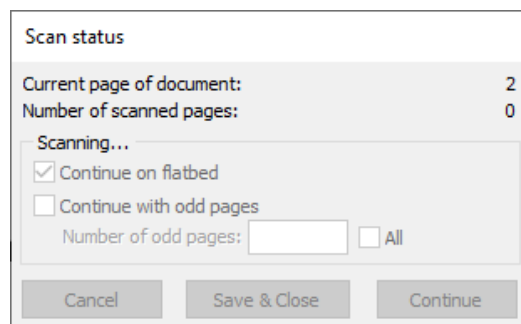 Scan status
Current page of document: 2
Number of scanned pages: 0
Scanning...
Continue on flatbed
Continue with odd pages
Number of odd pages: All
Cancel Save & Close Continue